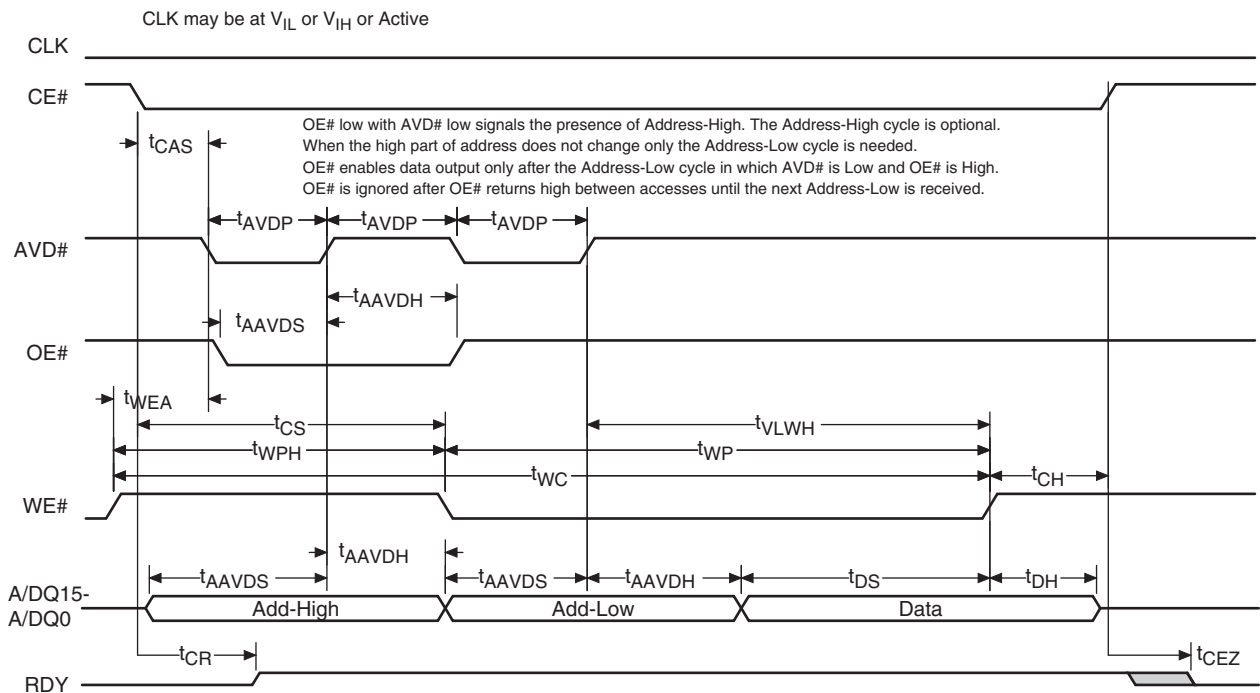 CLK may be at VIL or VIH or Active
CLK
CE#
OE# low with AVD# low signals the presence of Address-High. The Address-High cycle is optional.
When the high part of address does not change only the Address-Low cycle is needed.
OE# enables data output only after the Address-Low cycle in which AVD# is Low and OE# is High.
OE# is ignored after OE# returns high between accesses until the next Address-Low is received.
tCAS
tAVDP tAVDP tAVDP
AVD#
tAAVDH
tAAVDS
OE#
tWEA
tCS tVLWH
tWPH tWP
tWC tCH
WE#
tAAVDH
tAAVDS tAAVDS tAAVDH tDS tDH
A/DQ15-
A/DQ0
Add-High Add-Low Data
tCR tCEZ
RDY